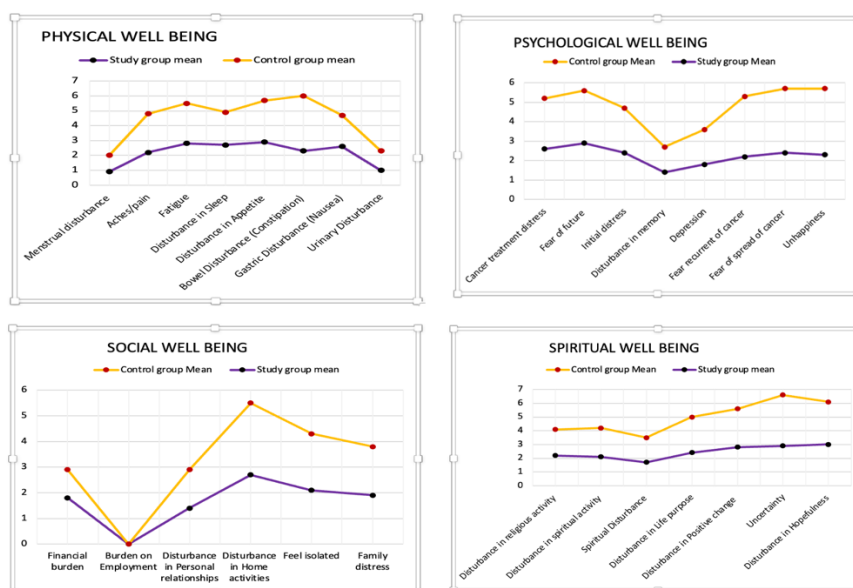 PHYSICAL WELL BEING
Study group mean Control group mean
7
6
5
4
3
2
1
0
Menstrual disturbance
Aches/pain
Fatigue
Disturbance in Sleep
Disturbance in Appetite
Bowel Disturbance (Constipation)
Gastric Disturbance (Nausea)
Urinary Disturbance
PSYCHOLOGICAL WELL BEING
Control group Mean Study group Mean
6
5
4
3
2
1
0
Cancer treatment distress
Fear of future
Initial distress
Disturbance in memory
Depression
Fear recurrent of cancer
Fear of spread of cancer
Unhappiness
SOCIAL WELL BEING
Control group Mean Study group mean
6
5
4
3
2
1
0
Financial
burden
Burden on
Employment
Disturbance
in Personal
relationships
Disturbance
in Home
activities
Feel isolated
Family
distress
SPIRITUAL WELL BEING
Control group Mean Study group mean
7
6
5
4
3
2
1
0
Disturbance in religious activity
Disturbance in spiritual activity
Spiritual Disturbance
Disturbance in Life purpose
Disturbance in Positive change
Uncertainty
Disturbance in Hopefulness